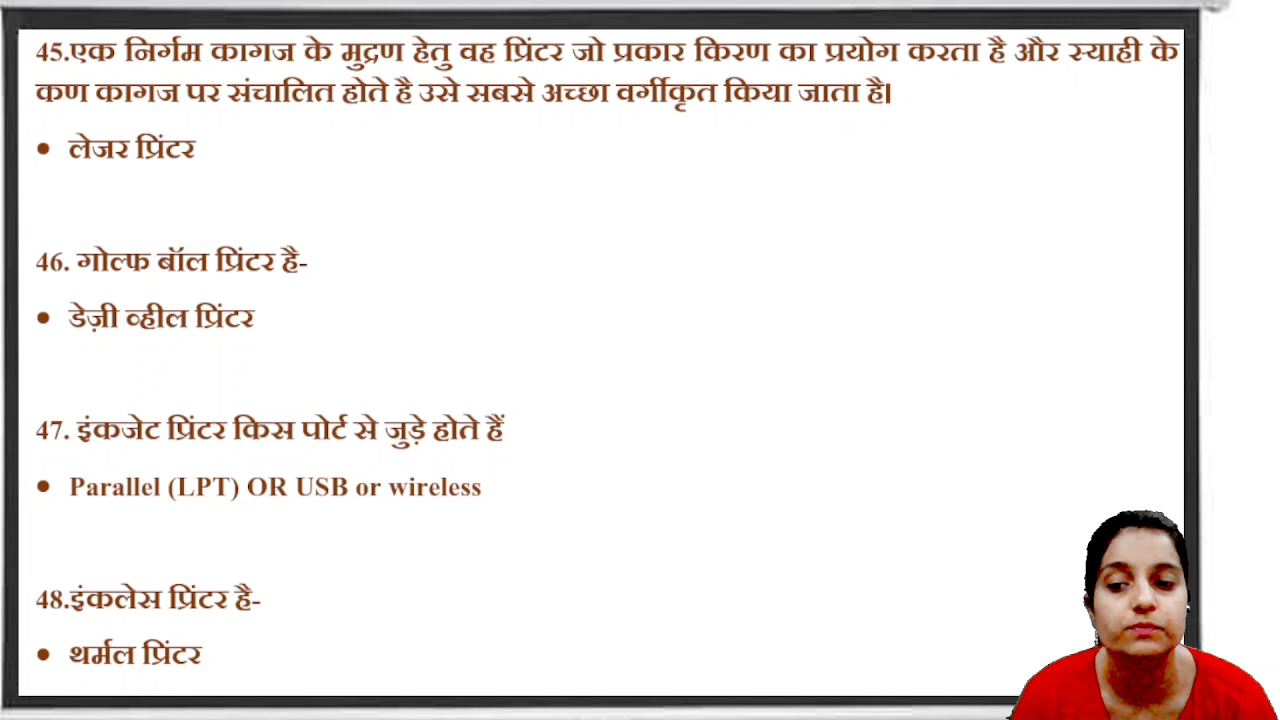 45.एक निर्गम कागज के मुद्रण हेतु वह प्रिंटर जो प्रकार किरण का प्रयोग करता है और स्याही के
कण कागज पर संचालित होते है उसे सबसे अच्छा वर्गीकृत किया जाता है।
• लेजर प्रिंटर
46. गोल्फ बॉल प्रिंटर है-
• डेज़ी व्हील प्रिंटर
47. इंकजेट प्रिंटर किस पोर्ट से जुड़े होते हैं
• Parallel (LPT) OR USB or wireless
48.इंकलेस प्रिंटर है-
• थर्मल प्रिंटर